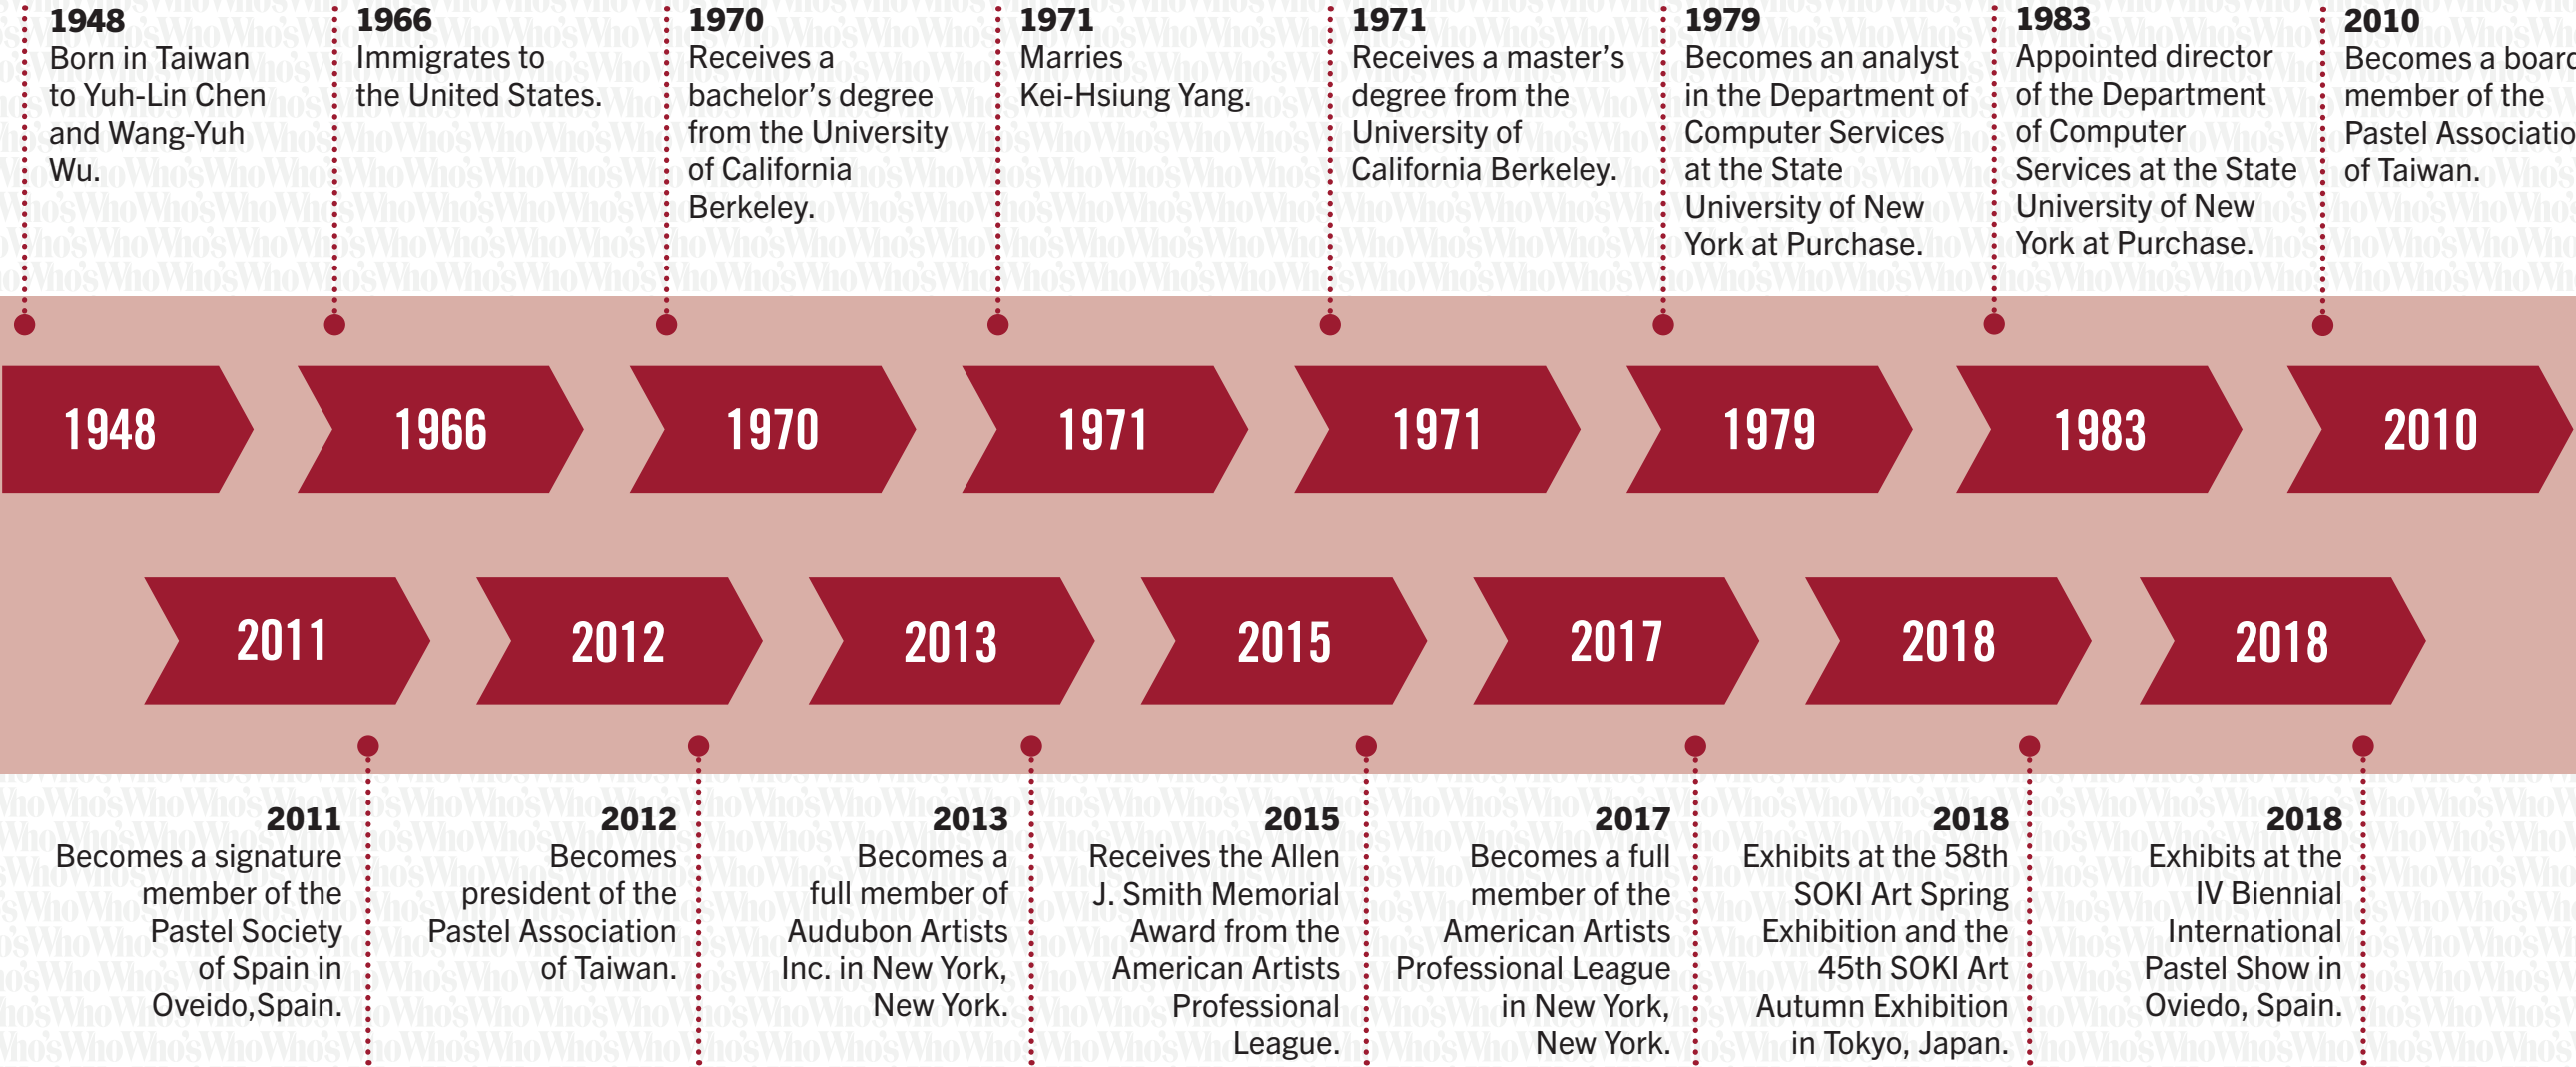 1948
Born in Taiwan
to Yuh-Lin Chen
and Wang-Yuh
Wu.
1966
Immigrates to
the United States.
1970
Receives a
bachelor's degree
from the University
of California
Berkeley.
1971
Marries
Kei-Hsiung Yang.
1971
Receives a master's
degree from the
University of
California Berkeley.
1979
Becomes an analyst
in the Department of
Computer Services
at the State
University of New
York at Purchase.
1983
Appointed director
of the Department
of Computer
Services at the State
University of New
York at Purchase.
2010
Becomes a board
member of the
Pastel Associatio
of Taiwan.
1948
1966
1970
1971
1971
1979
1983
2010
2011
2012
2013
2015
2017
2018
2018
2011
Becomes a signature
member of the
Pastel Society
of Spain in
Oveido,Spain.
2012
Becomes
president of the
Pastel Association
of Taiwan.
2013
Becomes a
full member of
Audubon Artists
Inc. in New York,
New York.
2015
Receives the Allen
J. Smith Memorial
Award from the
American Artists
Professional
League.
2017
Becomes a full
member of the
American Artists
Professional League
in New York,
New York.
2018
Exhibits at the 58th
SOKI Art Spring
Exhibition and the
45th SOKI Art
Autumn Exhibition
in Tokyo, Japan.
2018
Exhibits at the
IV Biennial
International
Pastel Show in
Oviedo, Spain.